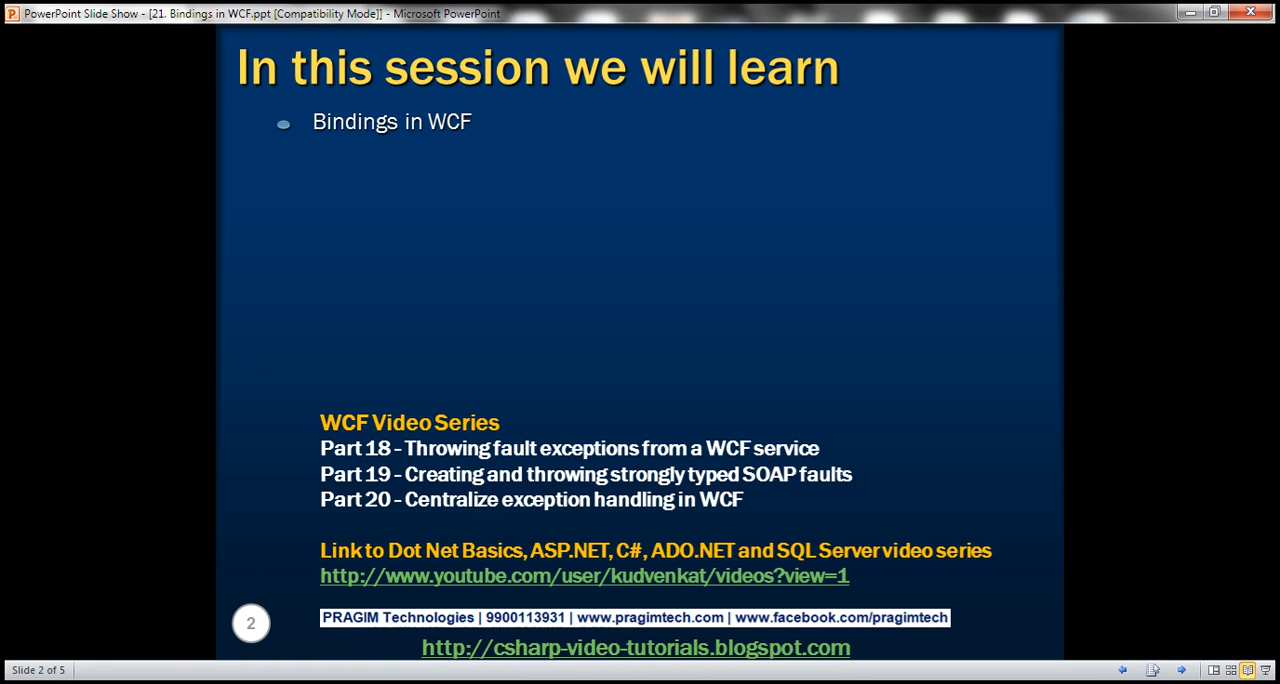 PowerPoint Slide Show - [21. Bindings in WCF.ppt [Compatibility Mode]] - Microsoft PowerPoint
In this session we will learn
Bindings in WCF
WCF Video Series
Part 18 - Throwing fault exceptions from a WCF service
Part 19 - Creating and throwing strongly typed SOAP faults
Part 20 - Centralize exception handling in WCF
Link to Dot Net Basics, ASP.NET, C#, ADO.NET and SQL Server video series
http://www.youtube.com/user/kudvenkat/videos?view=1
2
PRAGIM Technologies | 9900113931 | www.pragimtech.com | www.facebook.com/pragimtech
http://csharp-video-tutorials.blogspot.com
Slide 2 of 5